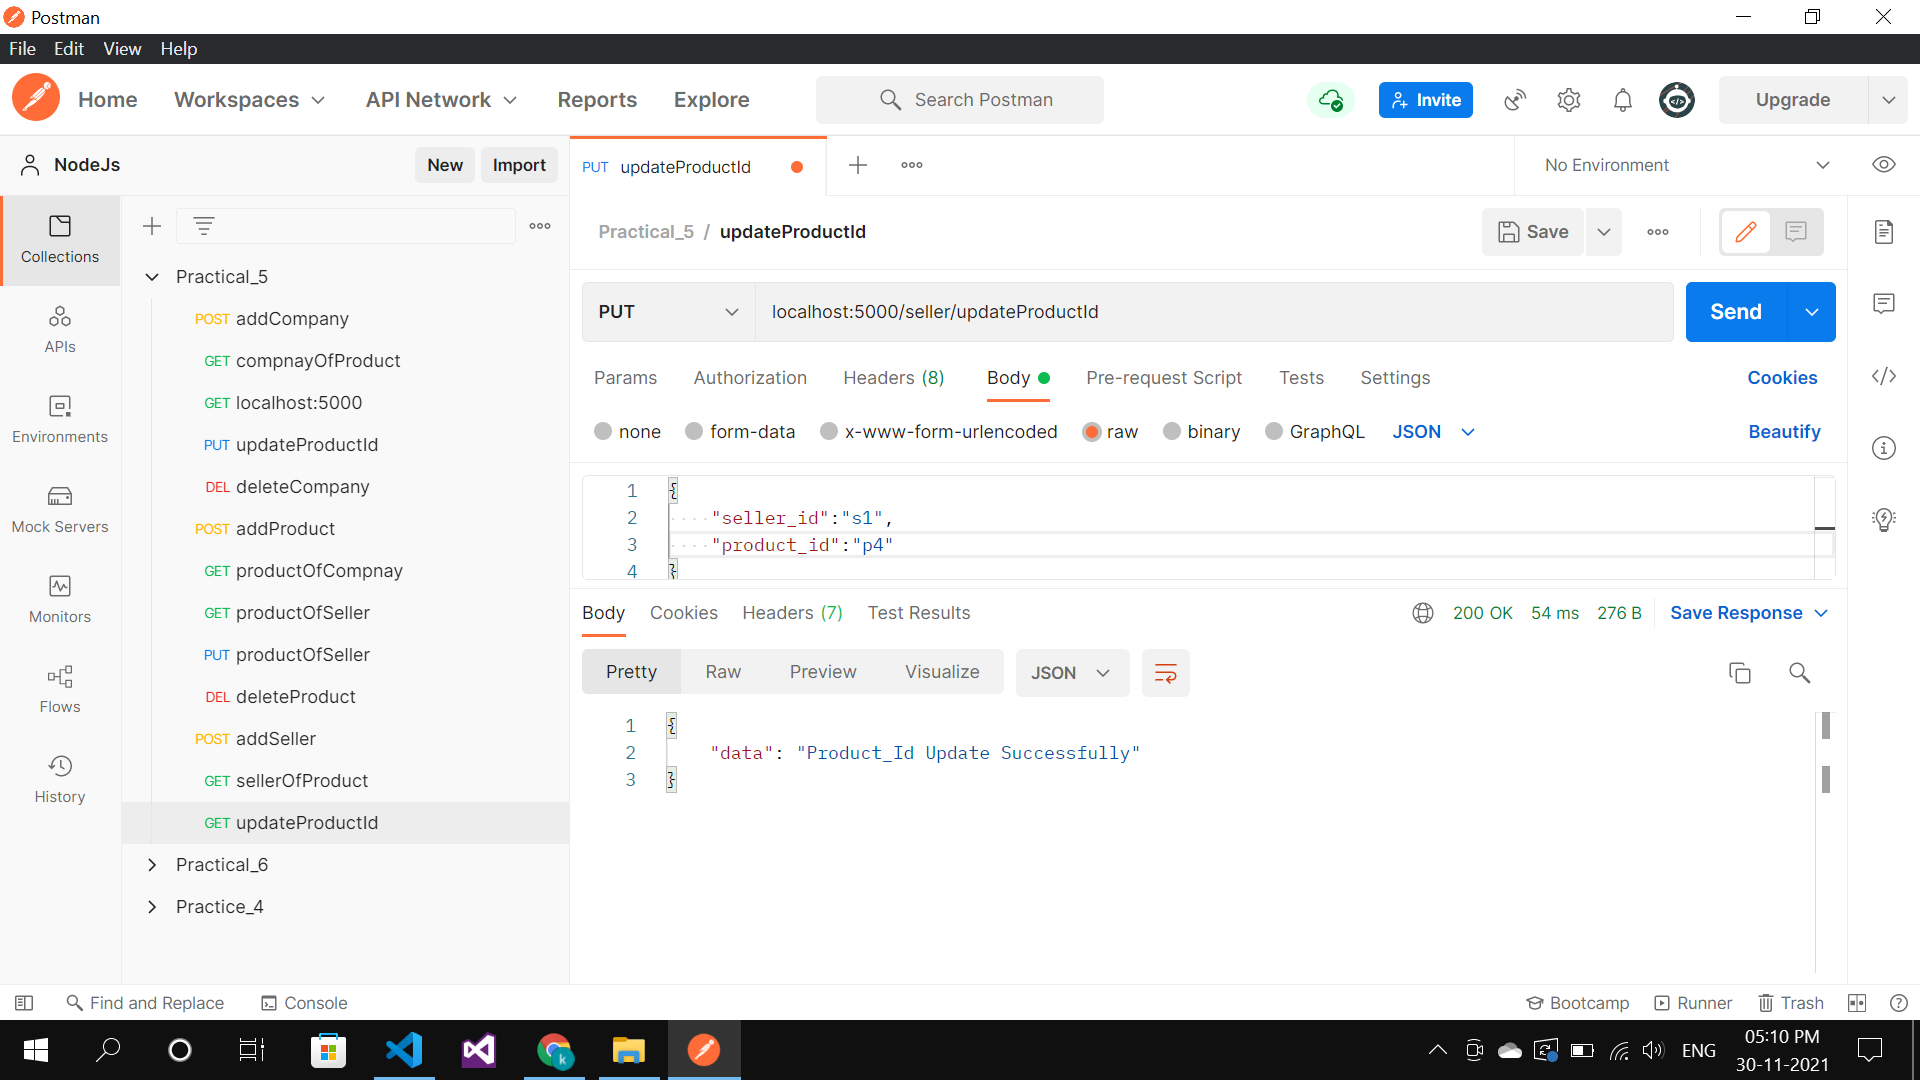 Postman
File Edit View Help
Home Workspaces API Network Reports Explore Search Postman Invite Upgrade
NodeJs New Import PUT updateProductId No Environment
Practical_5 / updateProductId Save
Collections
APIs
Environments
Mock Servers
Monitors
Flows
History
Practical_5
POST addCompany
GET compnayOfProduct
GET localhost:5000
PUT updateProductId
DEL deleteCompany
POST addProduct
GET productOfCompnay
GET productOfSeller
PUT productOfSeller
DEL deleteProduct
POST addSeller
GET sellerOfProduct
GET updateProductId
Practical_6
Practice_4
PUT localhost:5000/seller/updateProductId Send
Params Authorization Headers (8) Body Pre-request Script Tests Settings Cookies
none form-data x-www-form-urlencoded raw binary GraphQL JSON Beautify
1 {
2 "seller_id":"s1",
3 "product_id":"p4"
4 }
Body Cookies Headers (7) Test Results 200 OK 54 ms 276 B Save Response
Pretty Raw Preview Visualize JSON
1 {
2 "data": "Product_Id Update Successfully"
3 }
Find and Replace Console Bootcamp Runner Trash
ENG 05:10 PM
30-11-2021